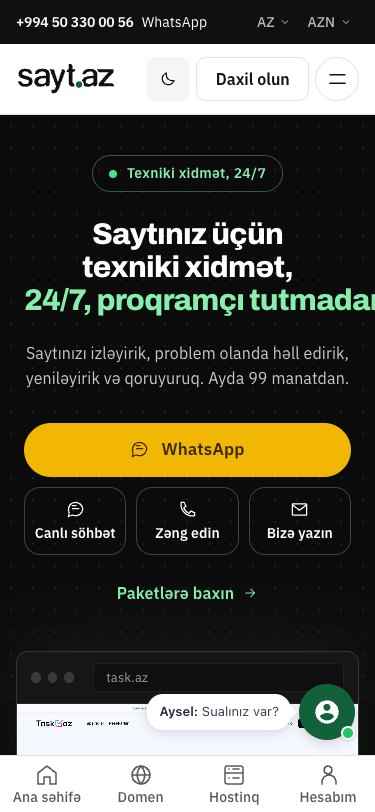 +994 50 330 00 56 WhatsApp AZ AZN
sayt.az
Daxil olun
Texniki xidmət, 24/7
Saytınız üçün
texniki xidmət,
24/7, proqramçı tutmadan
Saytınızı izləyirik, problem olanda həll edirik,
yeniləyirik və qoruyuruq. Ayda 99 manatdan.
WhatsApp
Canlı söhbət
Zəng edin
Bizə yazın
Paketlərə baxın →
task.az
Aysel: Sualınız var?
Ana səhifə
Domen
Hosting
Hesabım